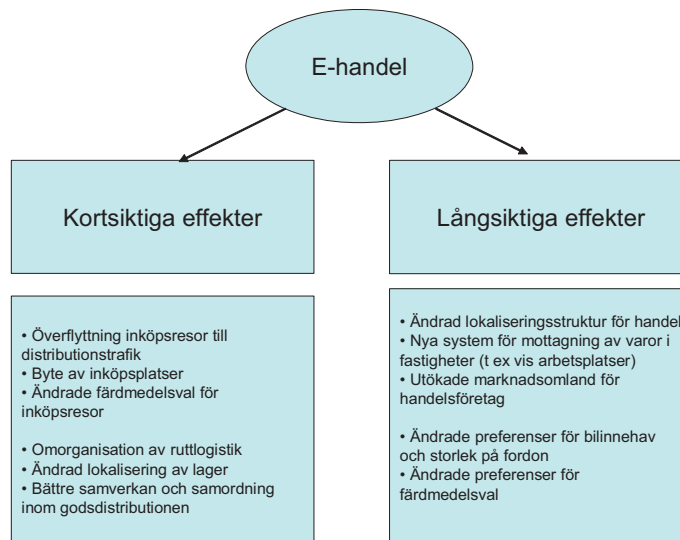 E-handel
Kortsiktiga effekter
• Överflyttning inköpsresor till
distributionstrafik
• Byte av inköpsplatser
• Ändrade färdmedelsval för
inköpsresor
• Omorganisation av ruttlogistik
• Ändrad lokalisering av lager
• Bättre samverkan och samordning
inom godsdistributionen
Långsiktiga effekter
• Ändrad lokaliseringsstruktur för handel
• Nya system för mottagning av varor i
fastigheter (t ex vis arbetsplatser)
• Utökade marknadsomland för
handelsföretag
• Ändrade preferenser för bilinnehav
och storlek på fordon
• Ändrade preferenser för
färdmedelsval